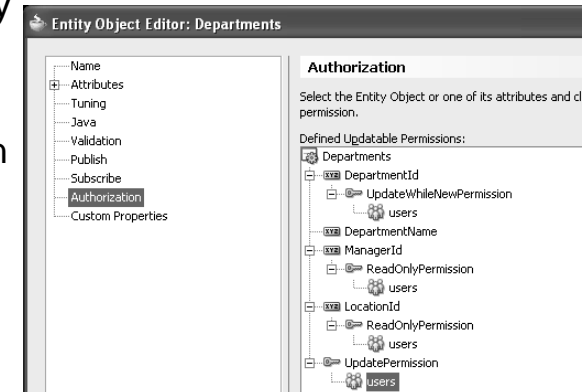 y
n
Entity Object Editor: Departments
Name
Attributes
Tuning
Java
Validation
Publish
Subscribe
Authorization
Custom Properties
Authorization
Select the Entity Object or one of its attributes and cl
permission.
Defined Updatable Permissions:
Departments
DepartmentId
UpdateWhileNewPermission
users
DepartmentName
ManagerId
ReadOnlyPermission
users
LocationId
ReadOnlyPermission
users
UpdatePermission
users